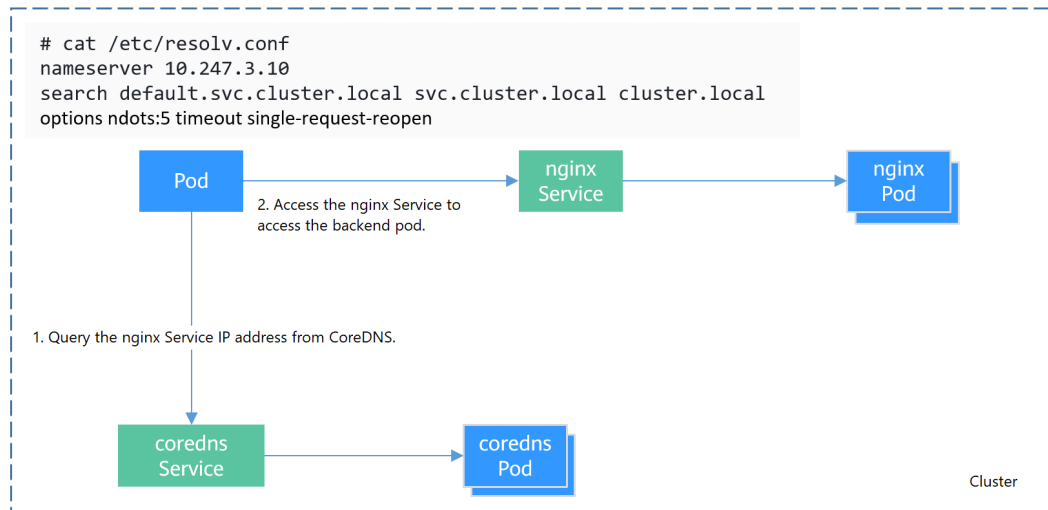 # cat /etc/resolv.conf
nameserver 10.247.3.10
search default.svc.cluster.local svc.cluster.local cluster.local
options ndots:5 timeout single-request-reopen
Pod
nginx
Service
nginx
Pod
2. Access the nginx Service to
access the backend pod.
1. Query the nginx Service IP address from CoreDNS.
coredns
Service
coredns
Pod
Cluster